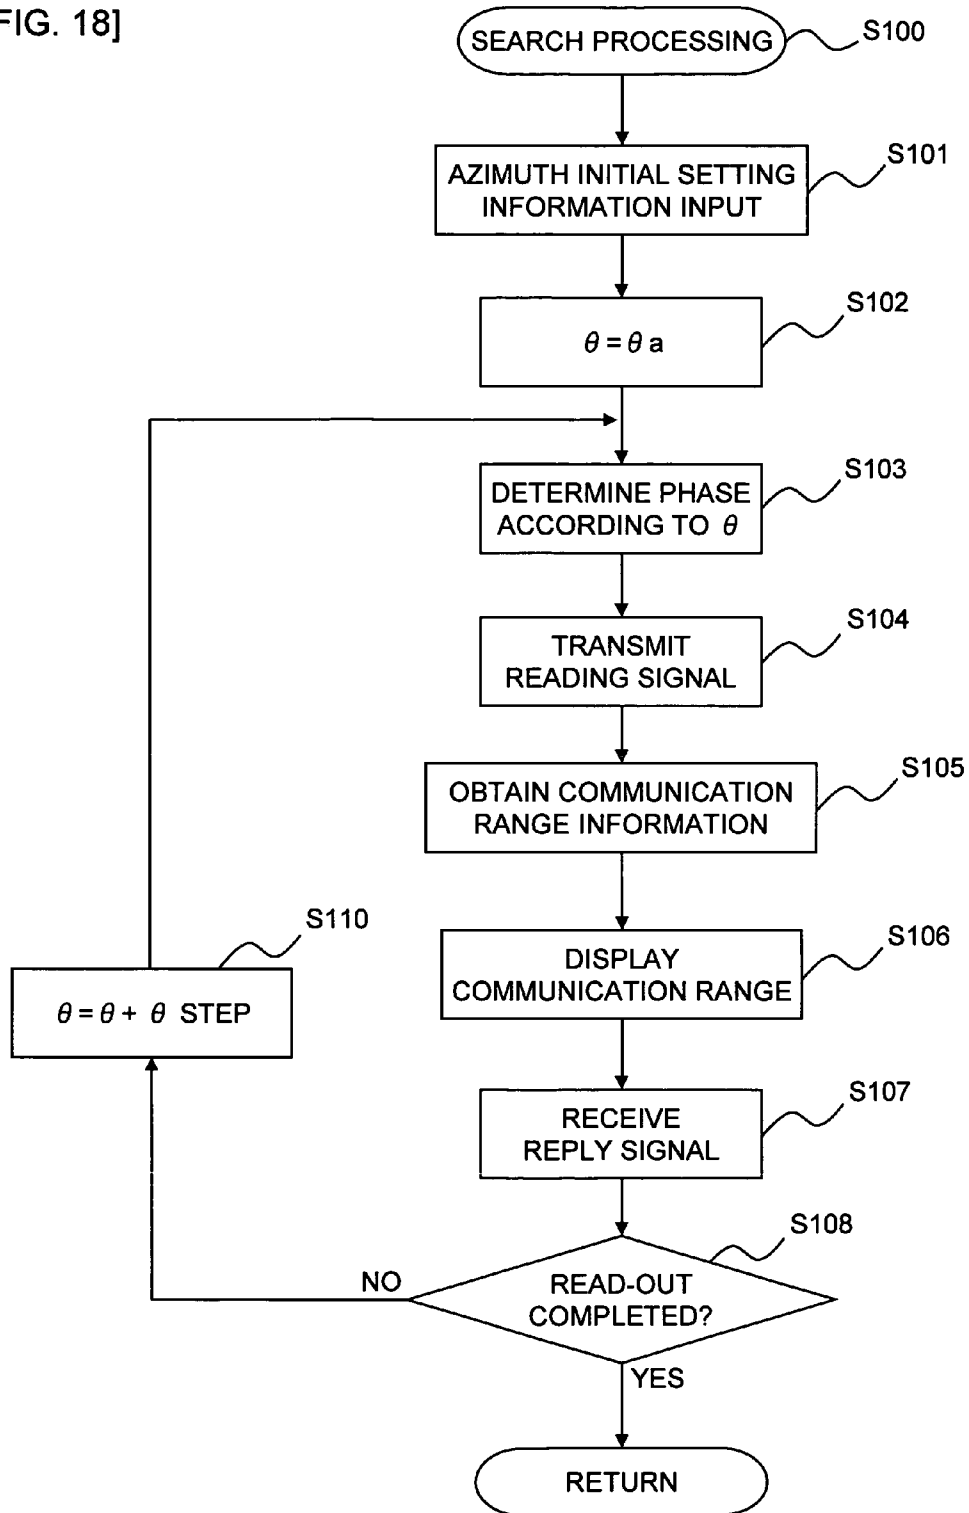 FIG. 18]
SEARCH PROCESSING
S100
S101
AZIMUTH INITIAL SETTING
INFORMATION INPUT
S102
θ = θ a
S103
DETERMINE PHASE
ACCORDING TO θ
S104
TRANSMIT
READING SIGNAL
S105
OBTAIN COMMUNICATION
RANGE INFORMATION
S106
DISPLAY
COMMUNICATION RANGE
S110
θ = θ + θ STEP
S107
RECEIVE
REPLY SIGNAL
S108
READ-OUT
COMPLETED?
NO
YES
RETURN